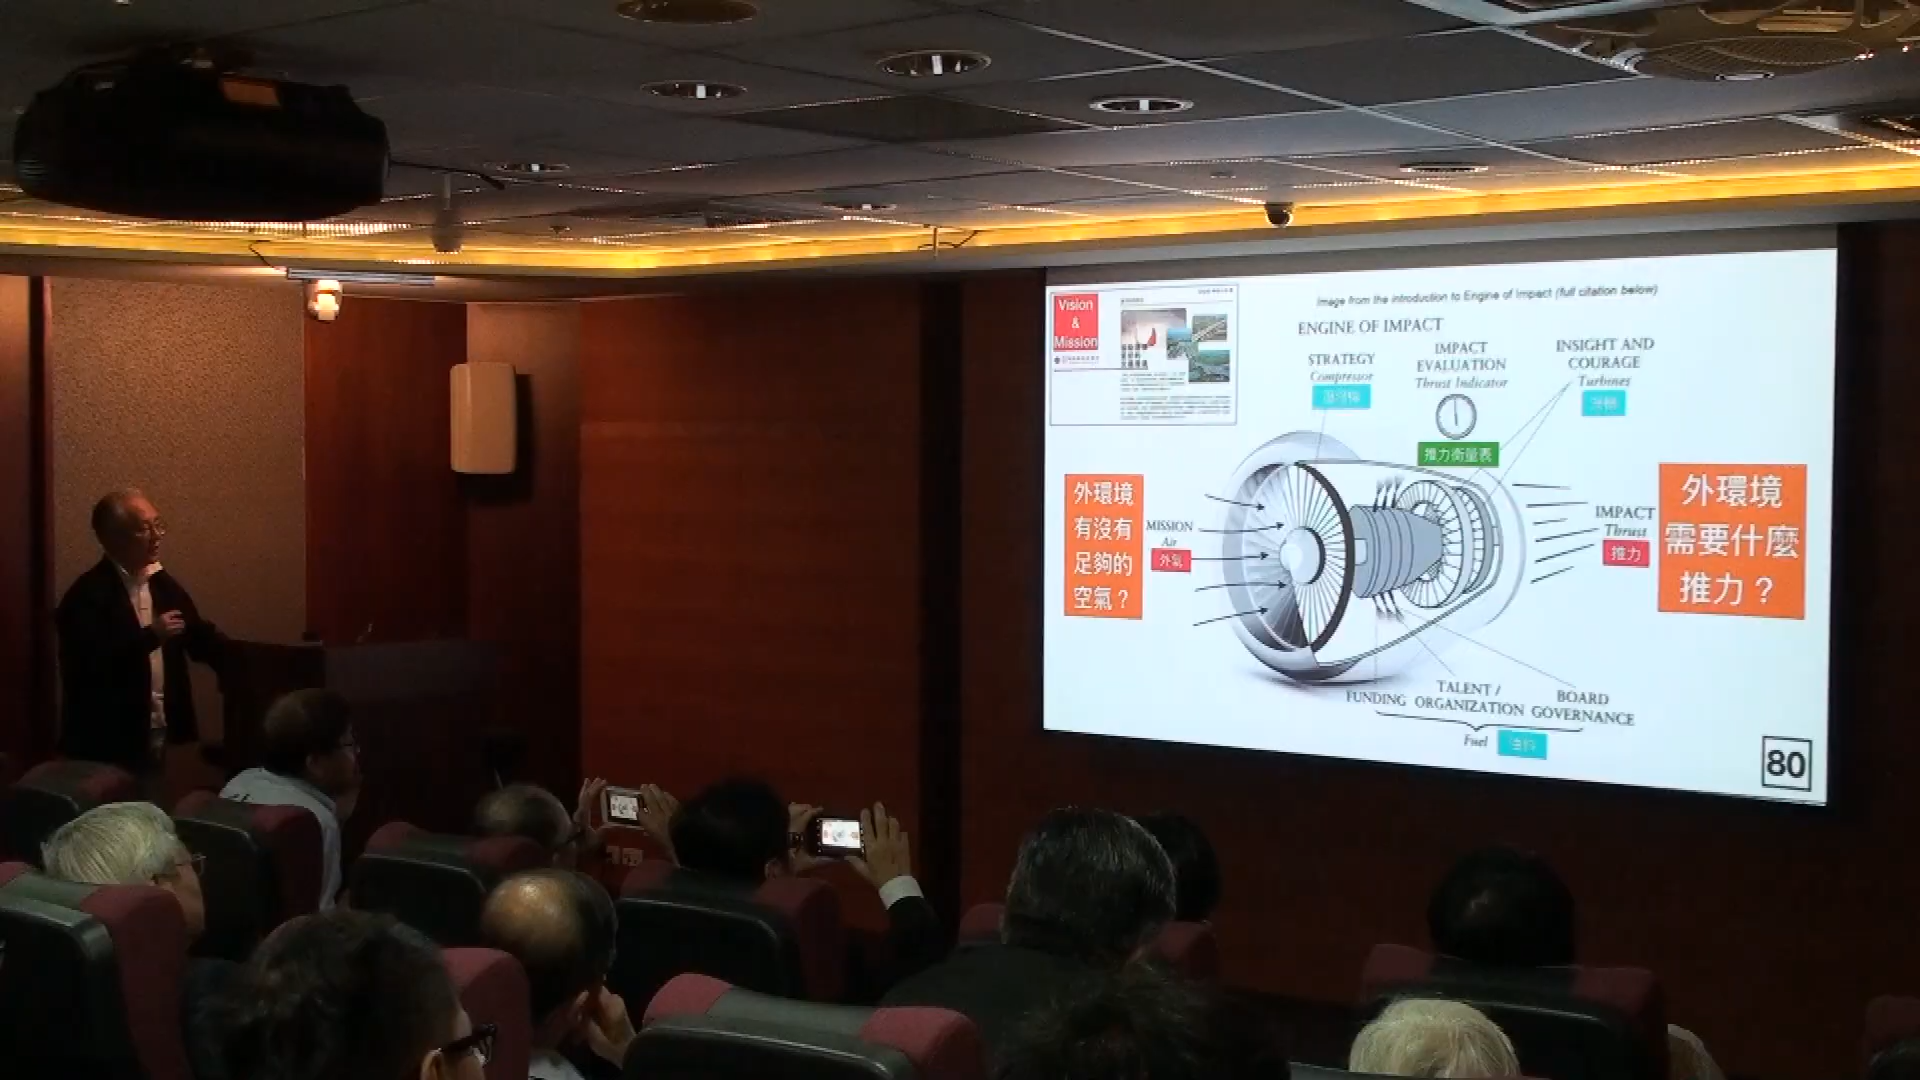 Vision
&
Mission
Image from the introduction to Engine of Impact (full citation below)
ENGINE OF IMPACT
STRATEGY
Compressor
IMPACT
EVALUATION
Thrust Indicator
推力衡量表
INSIGHT AND
COURAGE
Turbines
外環境
有沒有
足夠的
空氣？
MISSION
Air
外氣
IMPACT
Thrust
推力
外環境
需要什麼
推力？
FUNDING
TALENT /
ORGANIZATION
BOARD
GOVERNANCE
Fuel
80